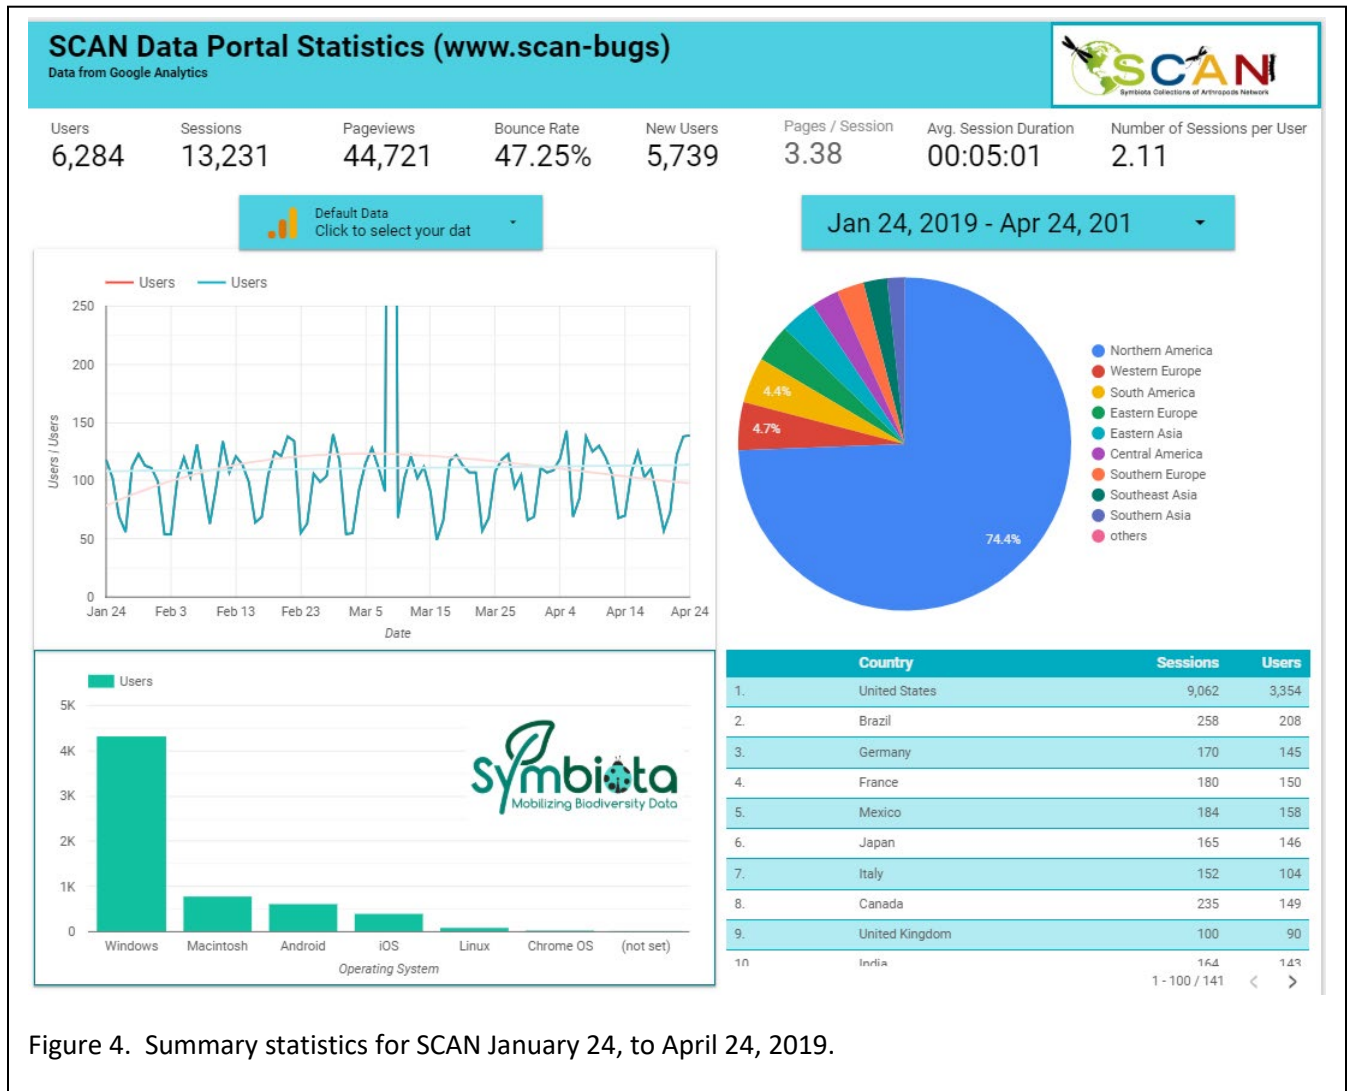 SCAN Data Portal Statistics (www.scan-bugs)
Data from Google Analytics
SCAN
Symbiota Collections of Arthropods Network
Users
6,284
Sessions
13,231
Pageviews
44,721
Bounce Rate
47.25%
New Users
5,739
Pages / Session
3.38
Avg. Session Duration
00:05:01
Number of Sessions per User
2.11
Default Data
Click to select your dat
Jan 24, 2019 - Apr 24, 201
Users Users
250
200
150
100
50
0
Users / Users
Jan 24 Feb 3 Feb 13 Feb 23 Mar 5 Mar 15 Mar 25 Apr 4 Apr 14 Apr 24
Date
4.4%
4.7%
74.4%
Northern America
Western Europe
South America
Eastern Europe
Eastern Asia
Central America
Southern Europe
Southeast Asia
Southern Asia
others
Users
5K
4K
3K
2K
1K
0
Symbiota
Mobilizing Biodiversity Data
Windows Macintosh Android iOS Linux Chrome OS (not set)
Operating System
Country Sessions Users
1. United States 9,062 3,354
2. Brazil 258 208
3. Germany 170 145
4. France 180 150
5. Mexico 184 158
6. Japan 165 146
7. Italy 152 104
8. Canada 235 149
9. United Kingdom 100 90
10 India 164 143
1 - 100 / 141 < >
Figure 4. Summary statistics for SCAN January 24, to April 24, 2019.